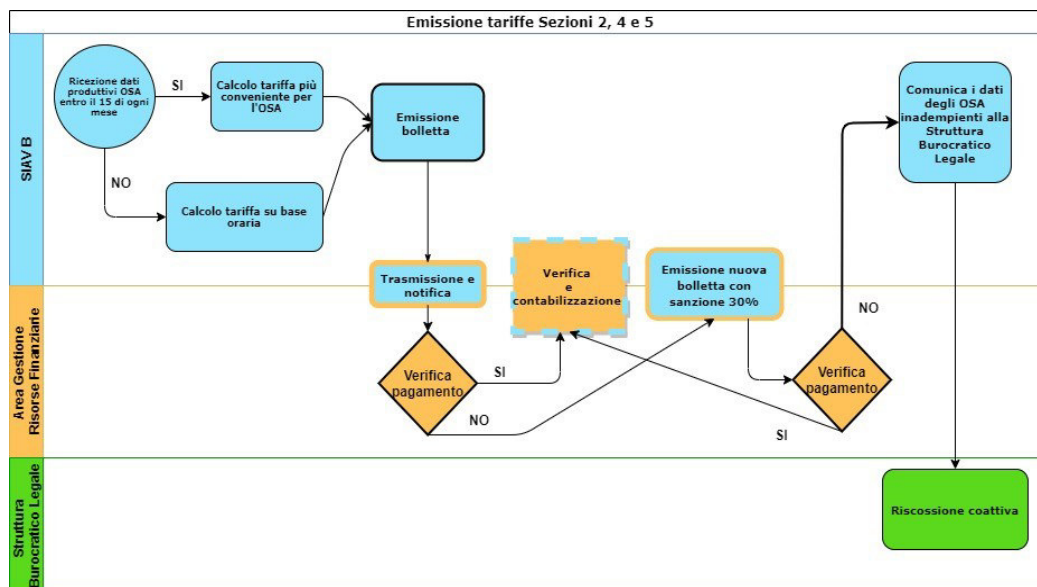 Emissione tariffe Sezioni 2, 4 e 5
SIAV B
Ricezione dati
produttivi OSA
entro il 15 di ogni
mese
SI
Calcolo tariffa più
conveniente per
l'OSA
Emissione
bolletta
Comunica i dati
degli OSA
inadempienti alla
Struttura
Burocratico
Legale
NO
Calcolo tariffa su base
oraria
Trasmissione e
notifica
Verifica
e
contabilizzazione
Emissione nuova
bolletta con
sanzione 30%
NO
Area Gestione
Risorse Finanziarie
Verifica
pagamento
SI
NO
Verifica
pagamento
SI
Struttura
Burocratico Legale
Riscossione coattiva